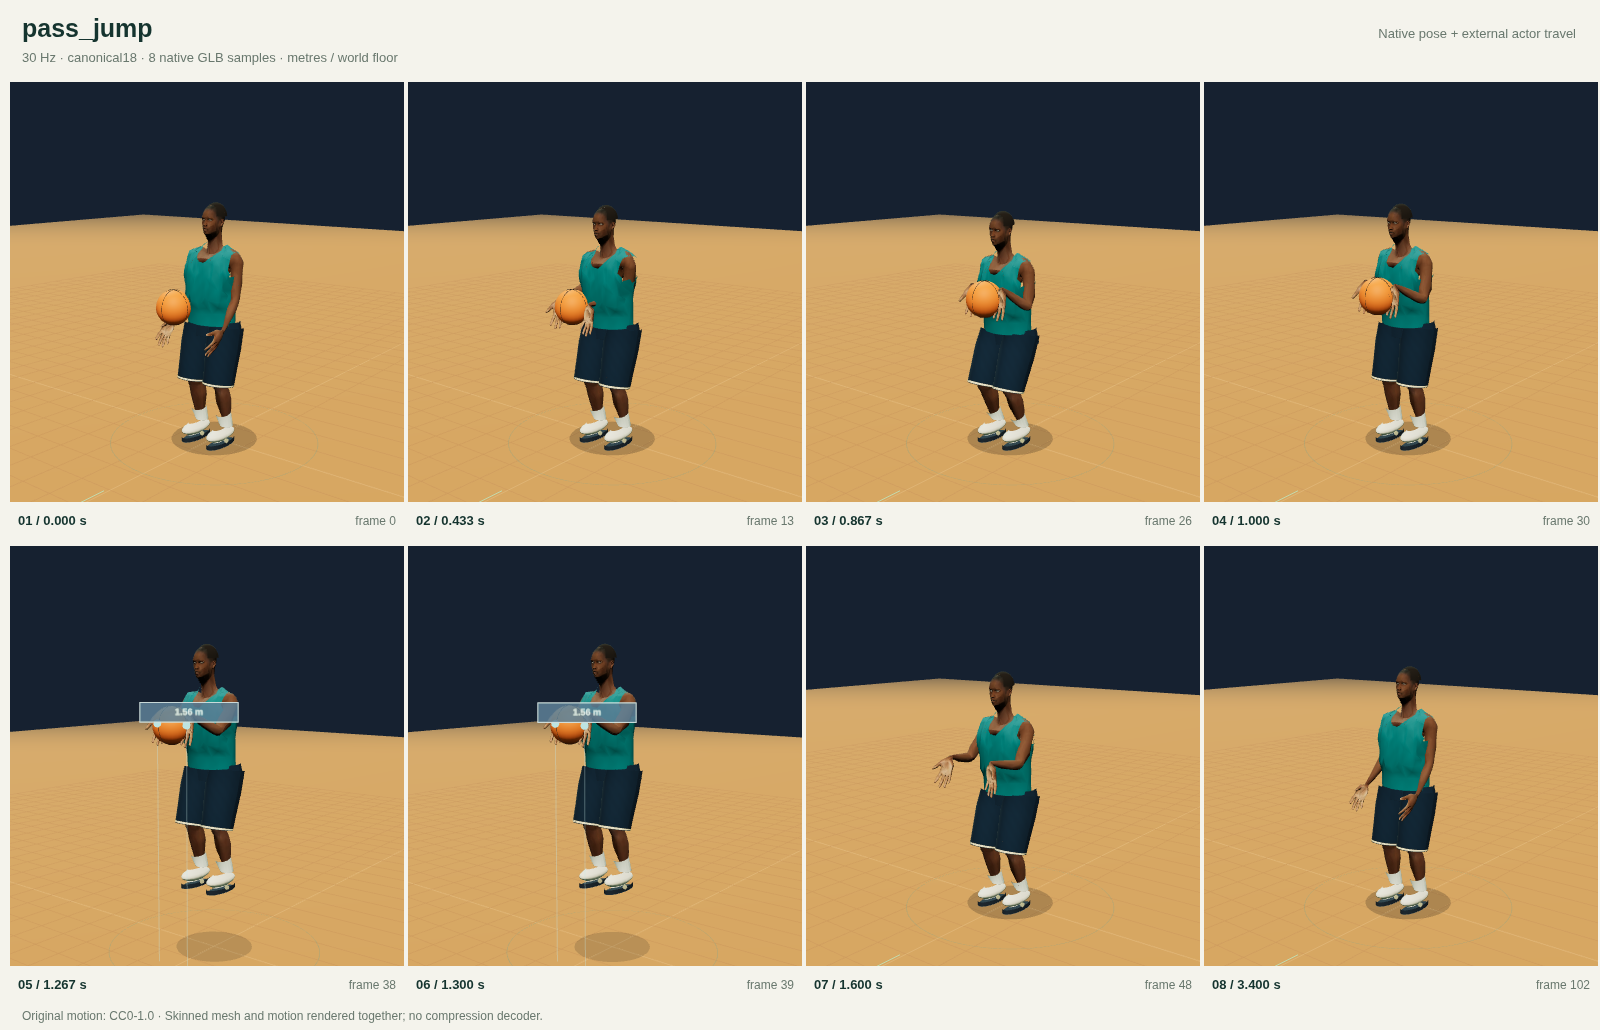 pass_jump
30 Hz · canonical18 · 8 native GLB samples · metres / world floor
Native pose + external actor travel
01 / 0.000 s
frame 0
02 / 0.433 s
frame 13
03 / 0.867 s
frame 26
04 / 1.000 s
frame 30
1.56 m
1.56 m
05 / 1.267 s
frame 38
06 / 1.300 s
frame 39
07 / 1.600 s
frame 48
08 / 3.400 s
frame 102
Original motion: CC0-1.0 · Skinned mesh and motion rendered together; no compression decoder.